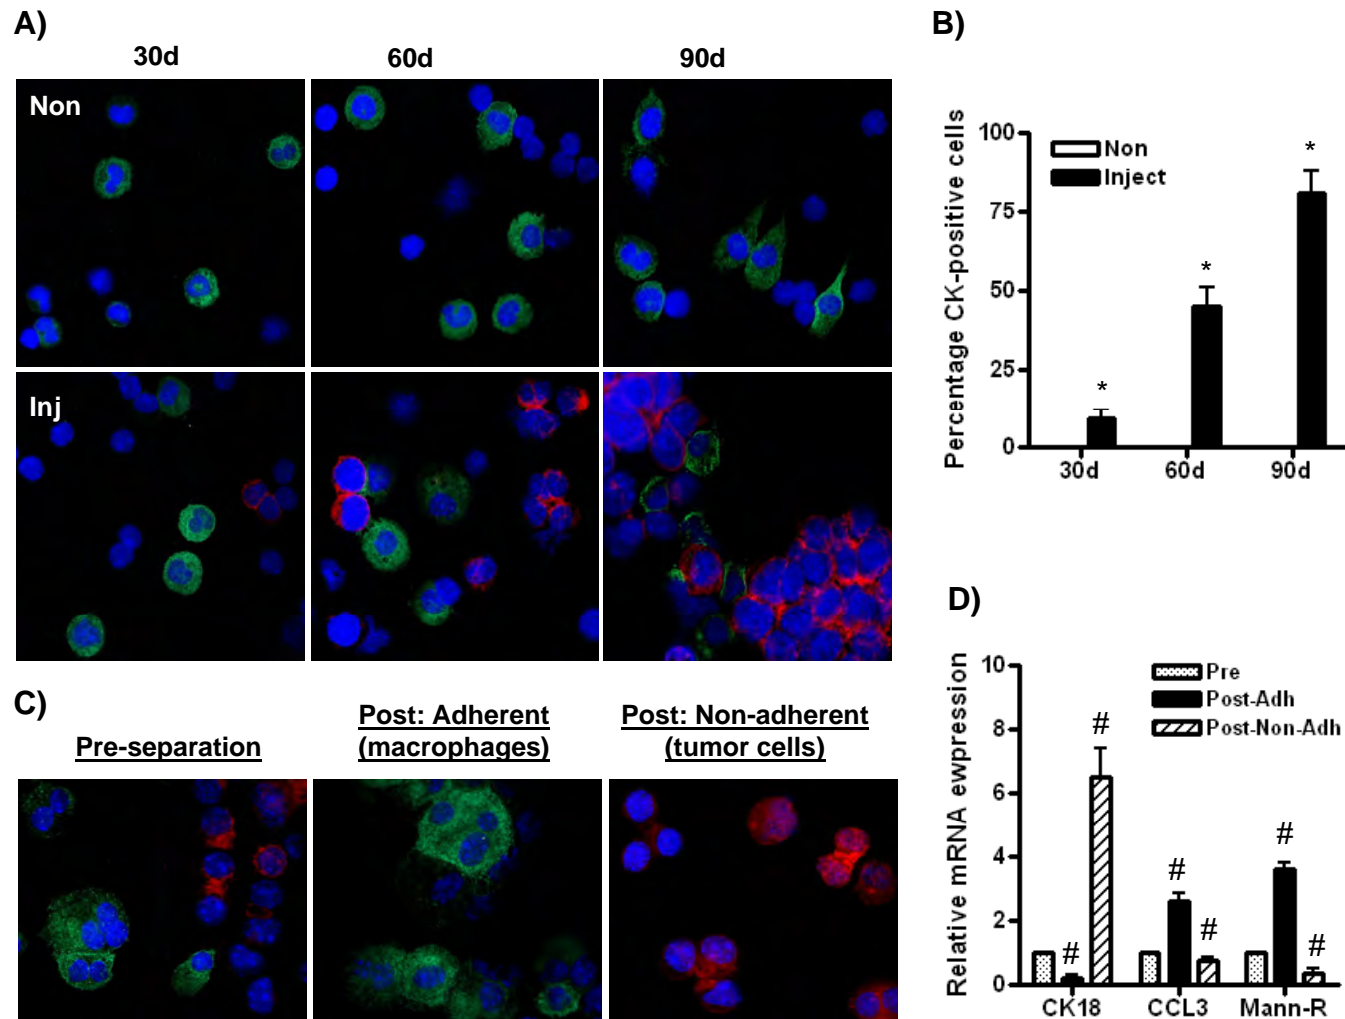 A)
30d
60d
90d
Non
Inj
B)
Percentage CK-positive cells
100
75
50
25
0
Non
Inject
*
*
*
30d
60d
90d
C)
Pre-separation
Post: Adherent
(macrophages)
Post: Non-adherent
(tumor cells)
D)
Relative mRNA ewpression
10
8
6
4
2
0
Pre
Post-Adh
Post-Non-Adh
#
#
#
#
#
#
CK18
CCL3
Mann-R